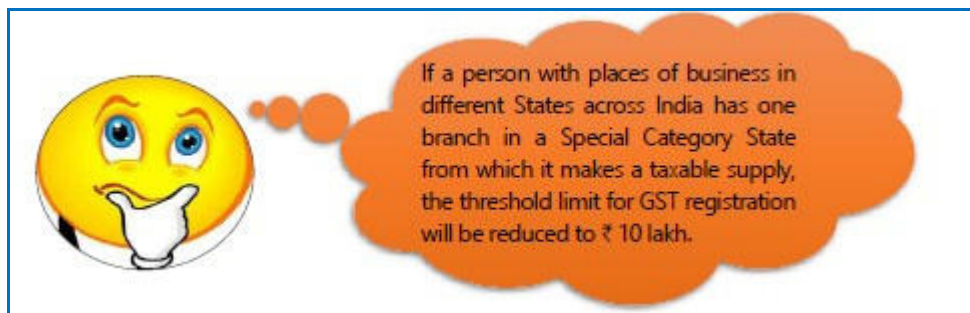 If a person with places of business in
different States across India has one
branch in a Special Category State
from which it makes a taxable supply,
the threshold limit for GST registration
will be reduced to ₹ 10 lakh.